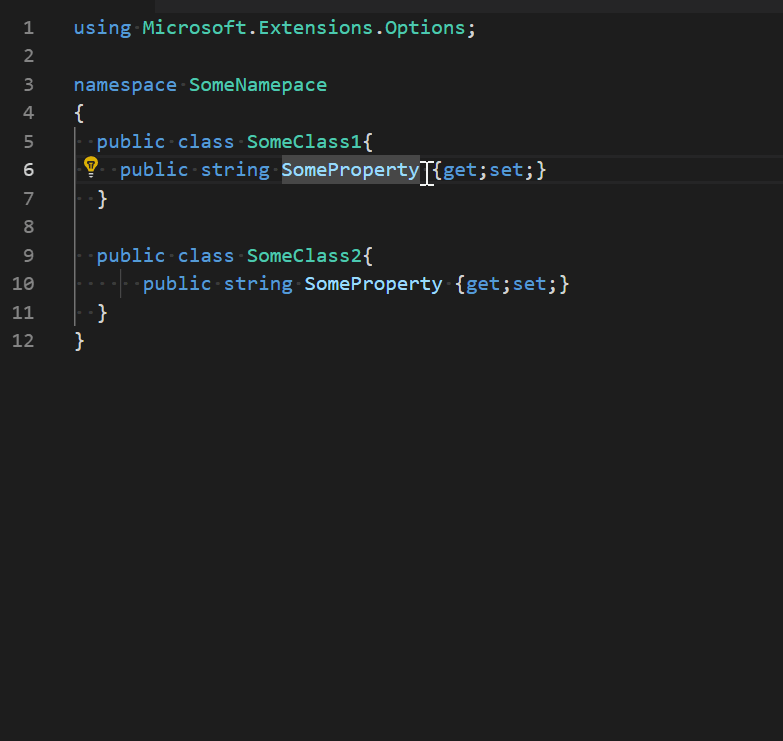 1 using Microsoft.Extensions.Options;
2
3 namespace SomeNamepace
4 {
5 public class SomeClass1{
6 public string SomeProperty {get;set;}
7 }
8
9 public class SomeClass2{
10 public string SomeProperty {get;set;}
11 }
12 }